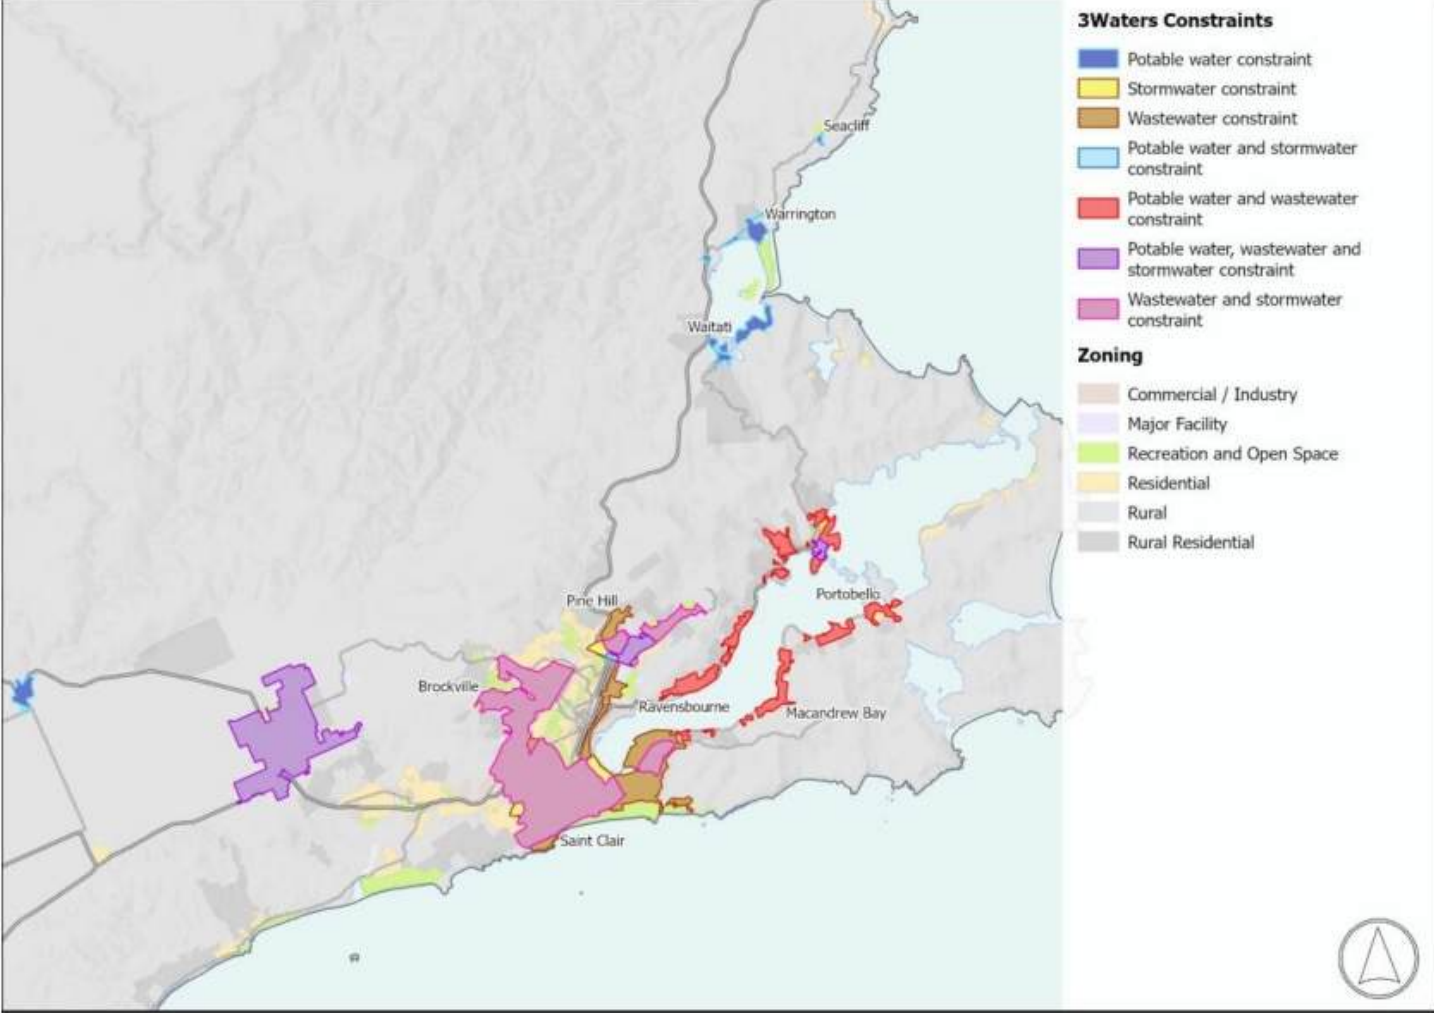 3Waters Constraints
Potable water constraint
Stormwater constraint
Wastewater constraint
Potable water and stormwater
constraint
Potable water and wastewater
constraint
Potable water, wastewater and
stormwater constraint
Wastewater and stormwater
constraint
Zoning
Commercial / Industry
Major Facility
Recreation and Open Space
Residential
Rural
Rural Residential
Seacliff
Warrington
Waitati
Pine Hill
Portobello
Brockville
Ravensbourne
Macandrew Bay
Saint Clair